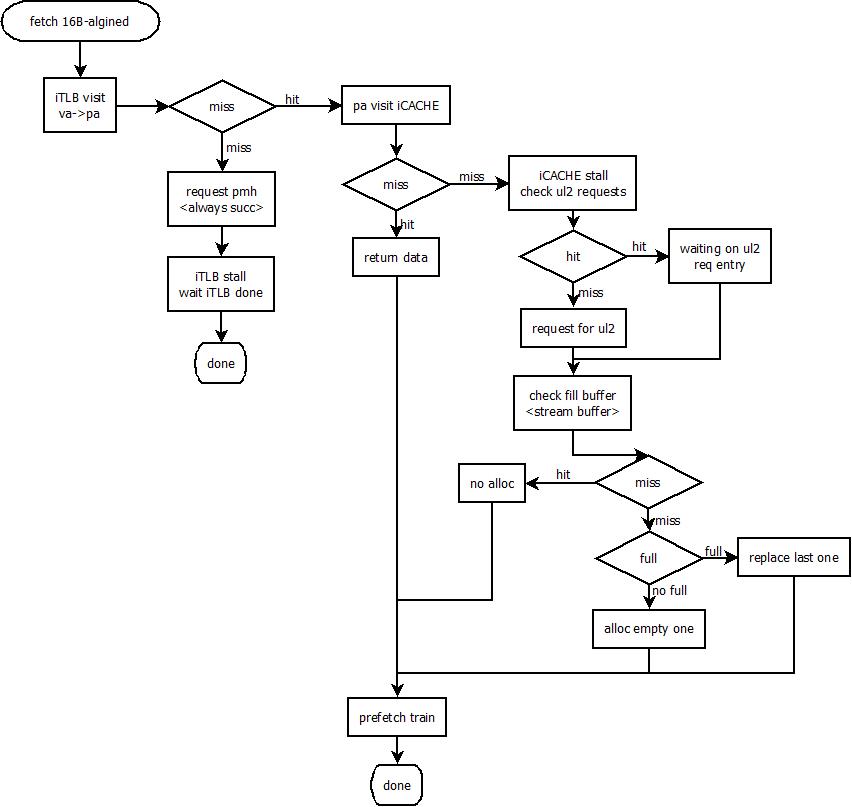 fetch 16B-algined
iTLB visit
va->pa
miss
hit
pa visit iCACHE
miss
request pmh
<always succ>
iTLB stall
wait iTLB done
done
miss
miss
iCACHE stall
check ul2 requests
hit
return data
hit
hit
waiting on ul2
req entry
miss
request for ul2
check fill buffer
<stream buffer>
miss
hit
no alloc
miss
full
full
replace last one
no full
alloc empty one
prefetch train
done